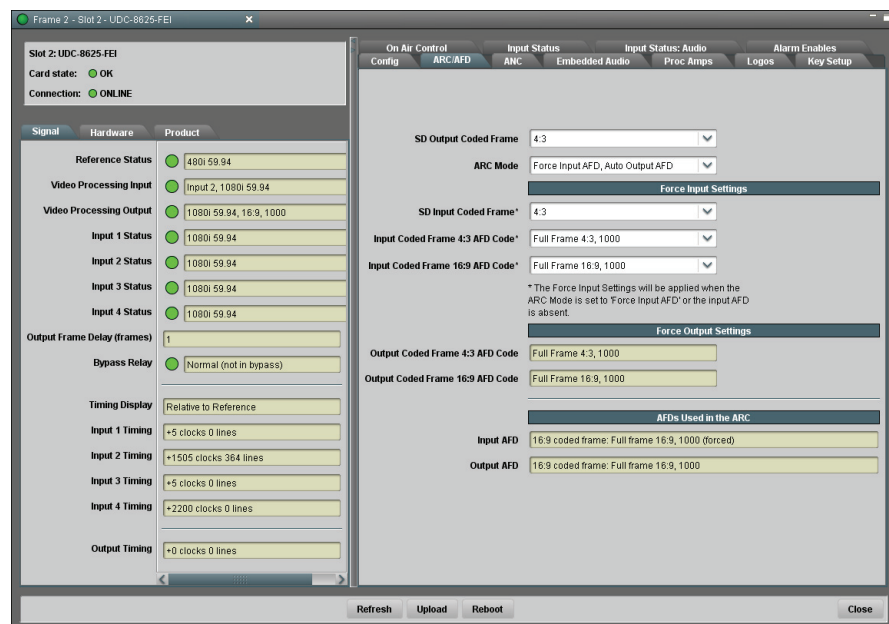 Frame 2 - Slot 2 - UDC-8625-FEI
Slot 2: UDC-8625-FEI
Card state: OK
Connection: ONLINE
Signal Hardware Product
Reference Status 480i 59.94
Video Processing Input Input 2, 1080i 59.94
Video Processing Output 1080i 59.94, 16:9, 1000
Input 1 Status 1080i 59.94
Input 2 Status 1080i 59.94
Input 3 Status 1080i 59.94
Input 4 Status 1080i 59.94
Output Frame Delay (frames) 1
Bypass Relay Normal (not in bypass)
Timing Display Relative to Reference
Input 1 Timing +5 clocks 0 lines
Input 2 Timing +1505 clocks 364 lines
Input 3 Timing +5 clocks 0 lines
Input 4 Timing +2200 clocks 0 lines
Output Timing +0 clocks 0 lines
On Air Control Input Status Input Status: Audio Alarm Enables
Config ARC/AFD ANC Embedded Audio Proc Amps Logos Key Setup
SD Output Coded Frame 4:3
ARC Mode Force Input AFD, Auto Output AFD
Force Input Settings
SD Input Coded Frame* 4:3
Input Coded Frame 4:3 AFD Code* Full Frame 4:3, 1000
Input Coded Frame 16:9 AFD Code* Full Frame 16:9, 1000
* The Force Input Settings will be applied when the
ARC Mode is set to 'Force Input AFD' or the input AFD
is absent.
Force Output Settings
Output Coded Frame 4:3 AFD Code Full Frame 4:3, 1000
Output Coded Frame 16:9 AFD Code Full Frame 16:9, 1000
AFDs Used in the ARC
Input AFD 16:9 coded frame: Full frame 16:9, 1000 (forced)
Output AFD 16:9 coded frame: Full frame 16:9, 1000
Refresh Upload Reboot Close